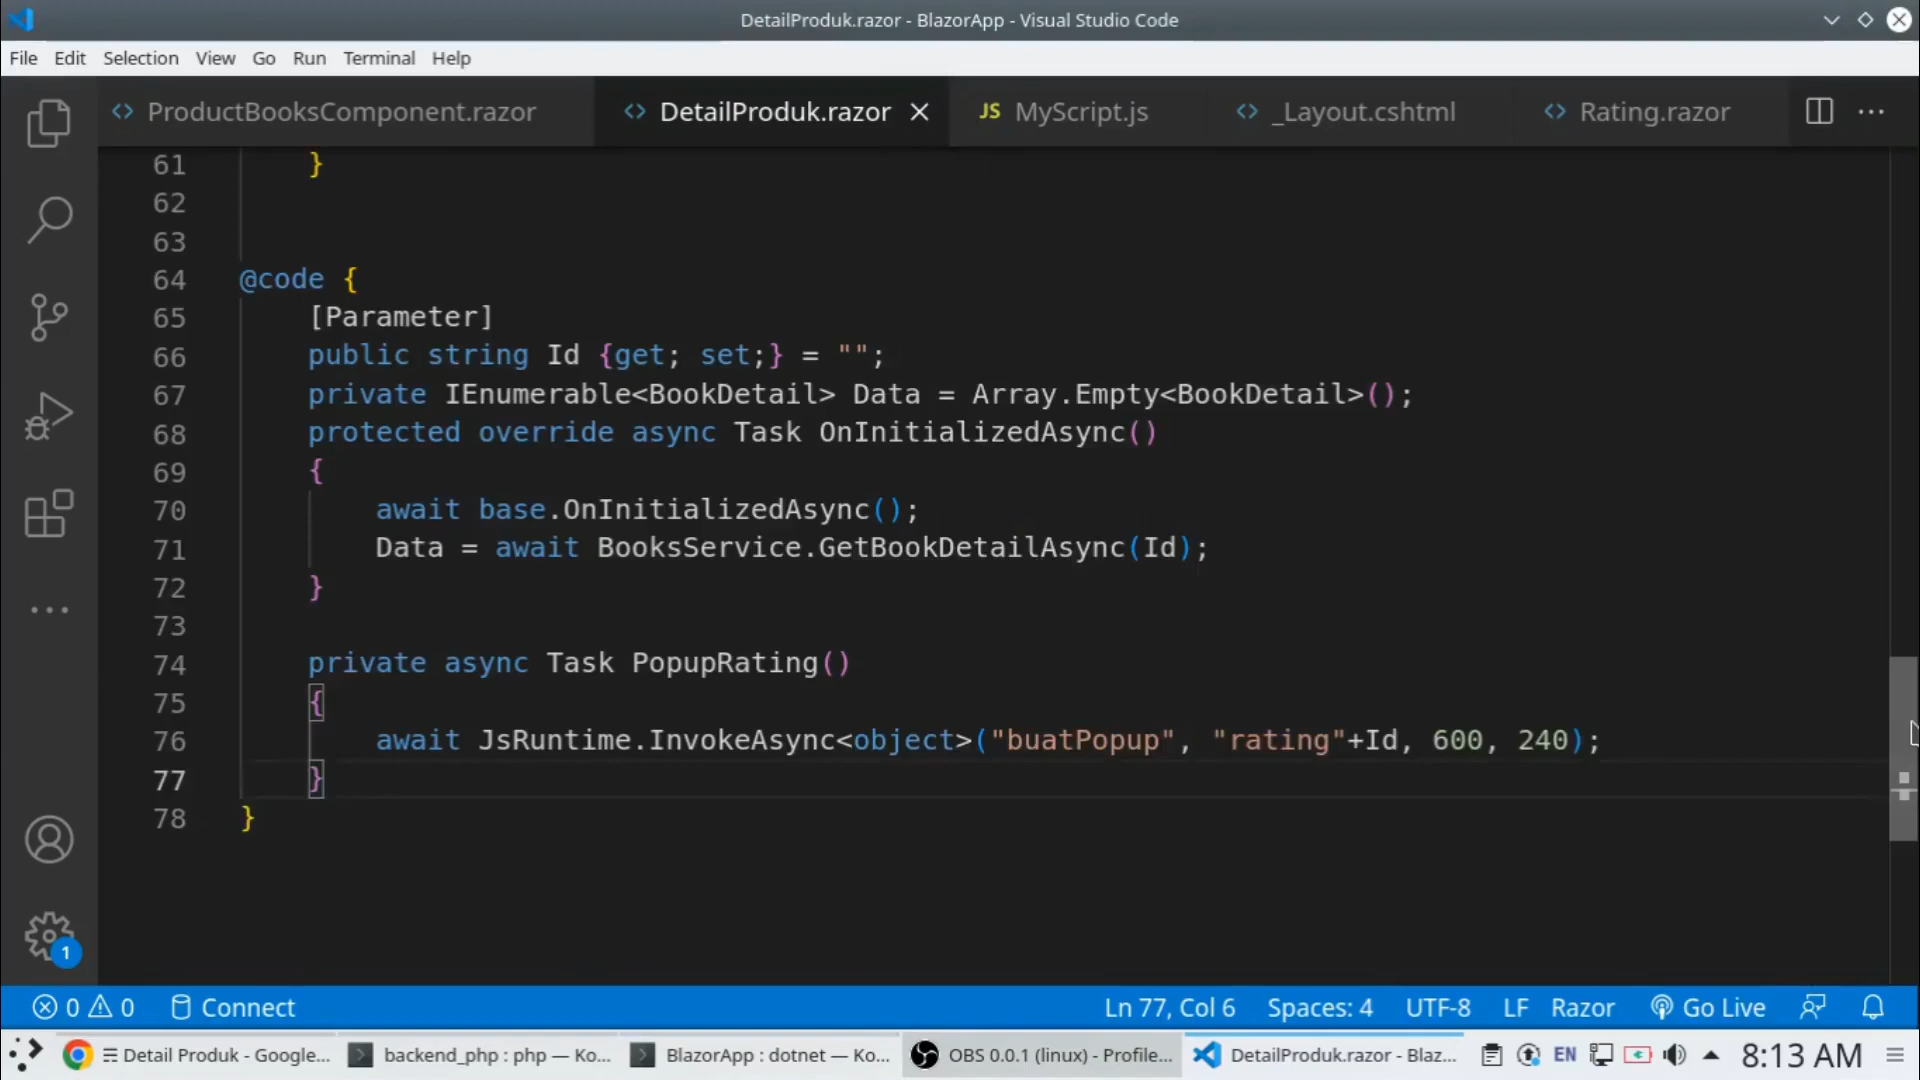 DetailProduk.razor - BlazorApp - Visual Studio Code
File Edit Selection View Go Run Terminal Help
ProductBooksComponent.razor DetailProduk.razor JS MyScript.js _Layout.cshtml Rating.razor
61 }
62
63
64 @code {
65 [Parameter]
66 public string Id {get; set;} = "";
67 private IEnumerable<BookDetail> Data = Array.Empty<BookDetail>();
68 protected override async Task OnInitializedAsync()
69 {
70 await base.OnInitializedAsync();
71 Data = await BooksService.GetBookDetailAsync(Id);
72 }
73
74 private async Task PopupRating()
75 {
76 await JsRuntime.InvokeAsync<object>("buatPopup", "rating"+Id, 600, 240);
77 }
78 }
1
0 0 Connect Ln 77, Col 6 Spaces: 4 UTF-8 LF Razor Go Live
Detail Produk - Google... backend_php : php — Ko... BlazorApp : dotnet — Ko... OBS 0.0.1 (linux) - Profile... DetailProduk.razor - Blaz... EN 8:13 AM